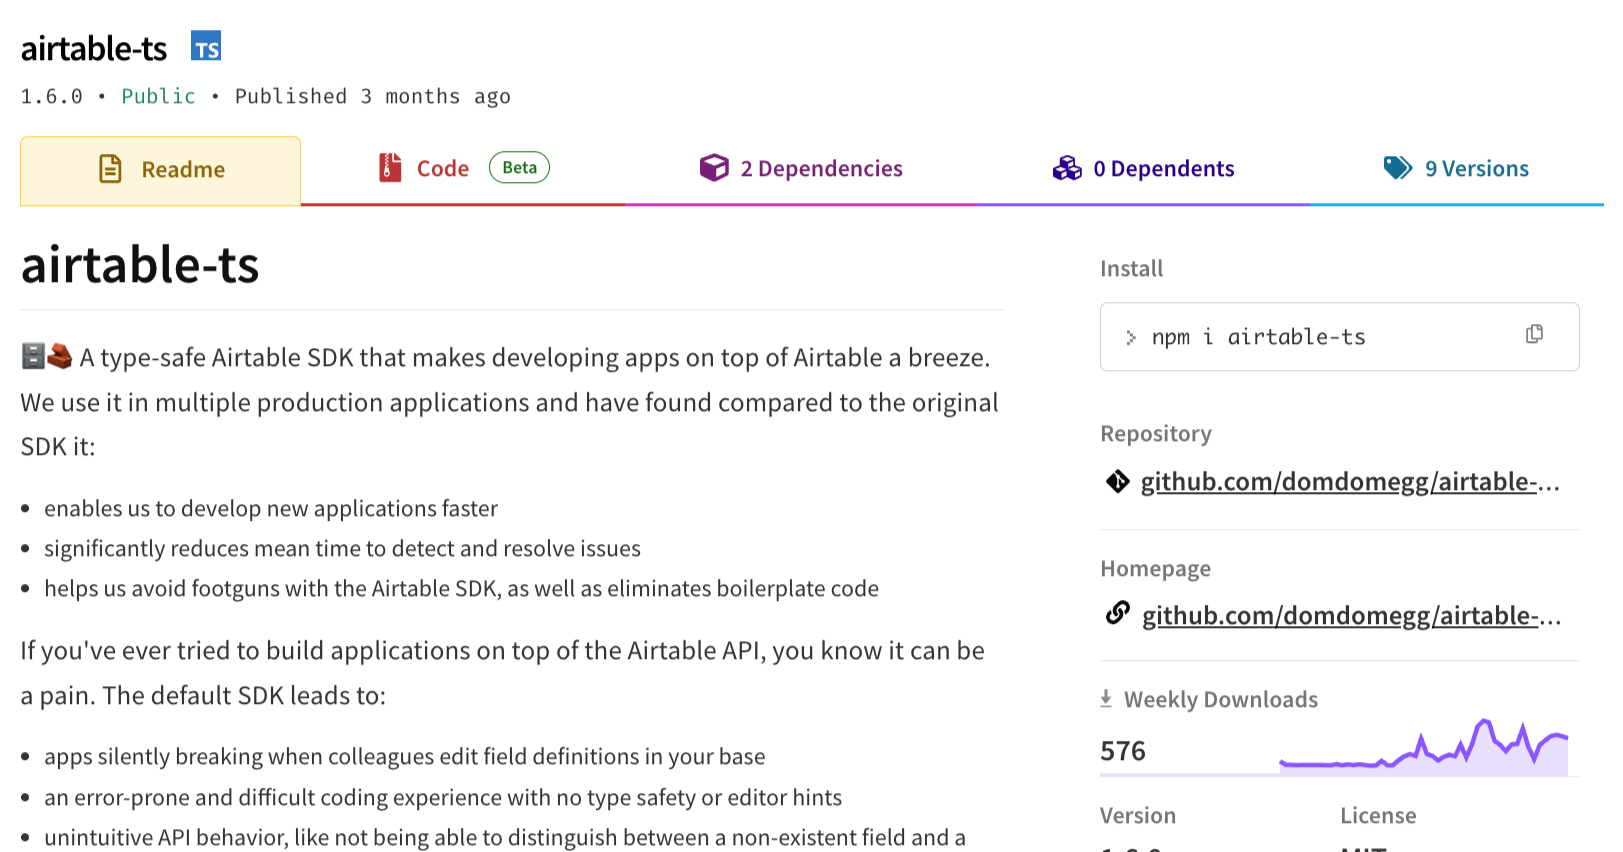 airtable-ts TS
1.6.0 • Public • Published 3 months ago
Readme
Code Beta
2 Dependencies
0 Dependents
9 Versions
airtable-ts
🗄️🧱 A type-safe Airtable SDK that makes developing apps on top of Airtable a breeze.
We use it in multiple production applications and have found compared to the original
SDK it:
• enables us to develop new applications faster
• significantly reduces mean time to detect and resolve issues
• helps us avoid footguns with the Airtable SDK, as well as eliminates boilerplate code
If you've ever tried to build applications on top of the Airtable API, you know it can be
a pain. The default SDK leads to:
• apps silently breaking when colleagues edit field definitions in your base
• an error-prone and difficult coding experience with no type safety or editor hints
• unintuitive API behavior, like not being able to distinguish between a non-existent field and a
Install
> npm i airtable-ts
Repository
github.com/domdomegg/airtable-...
Homepage
github.com/domdomegg/airtable-...
Weekly Downloads
576
Version
License
1.6.0
MIT